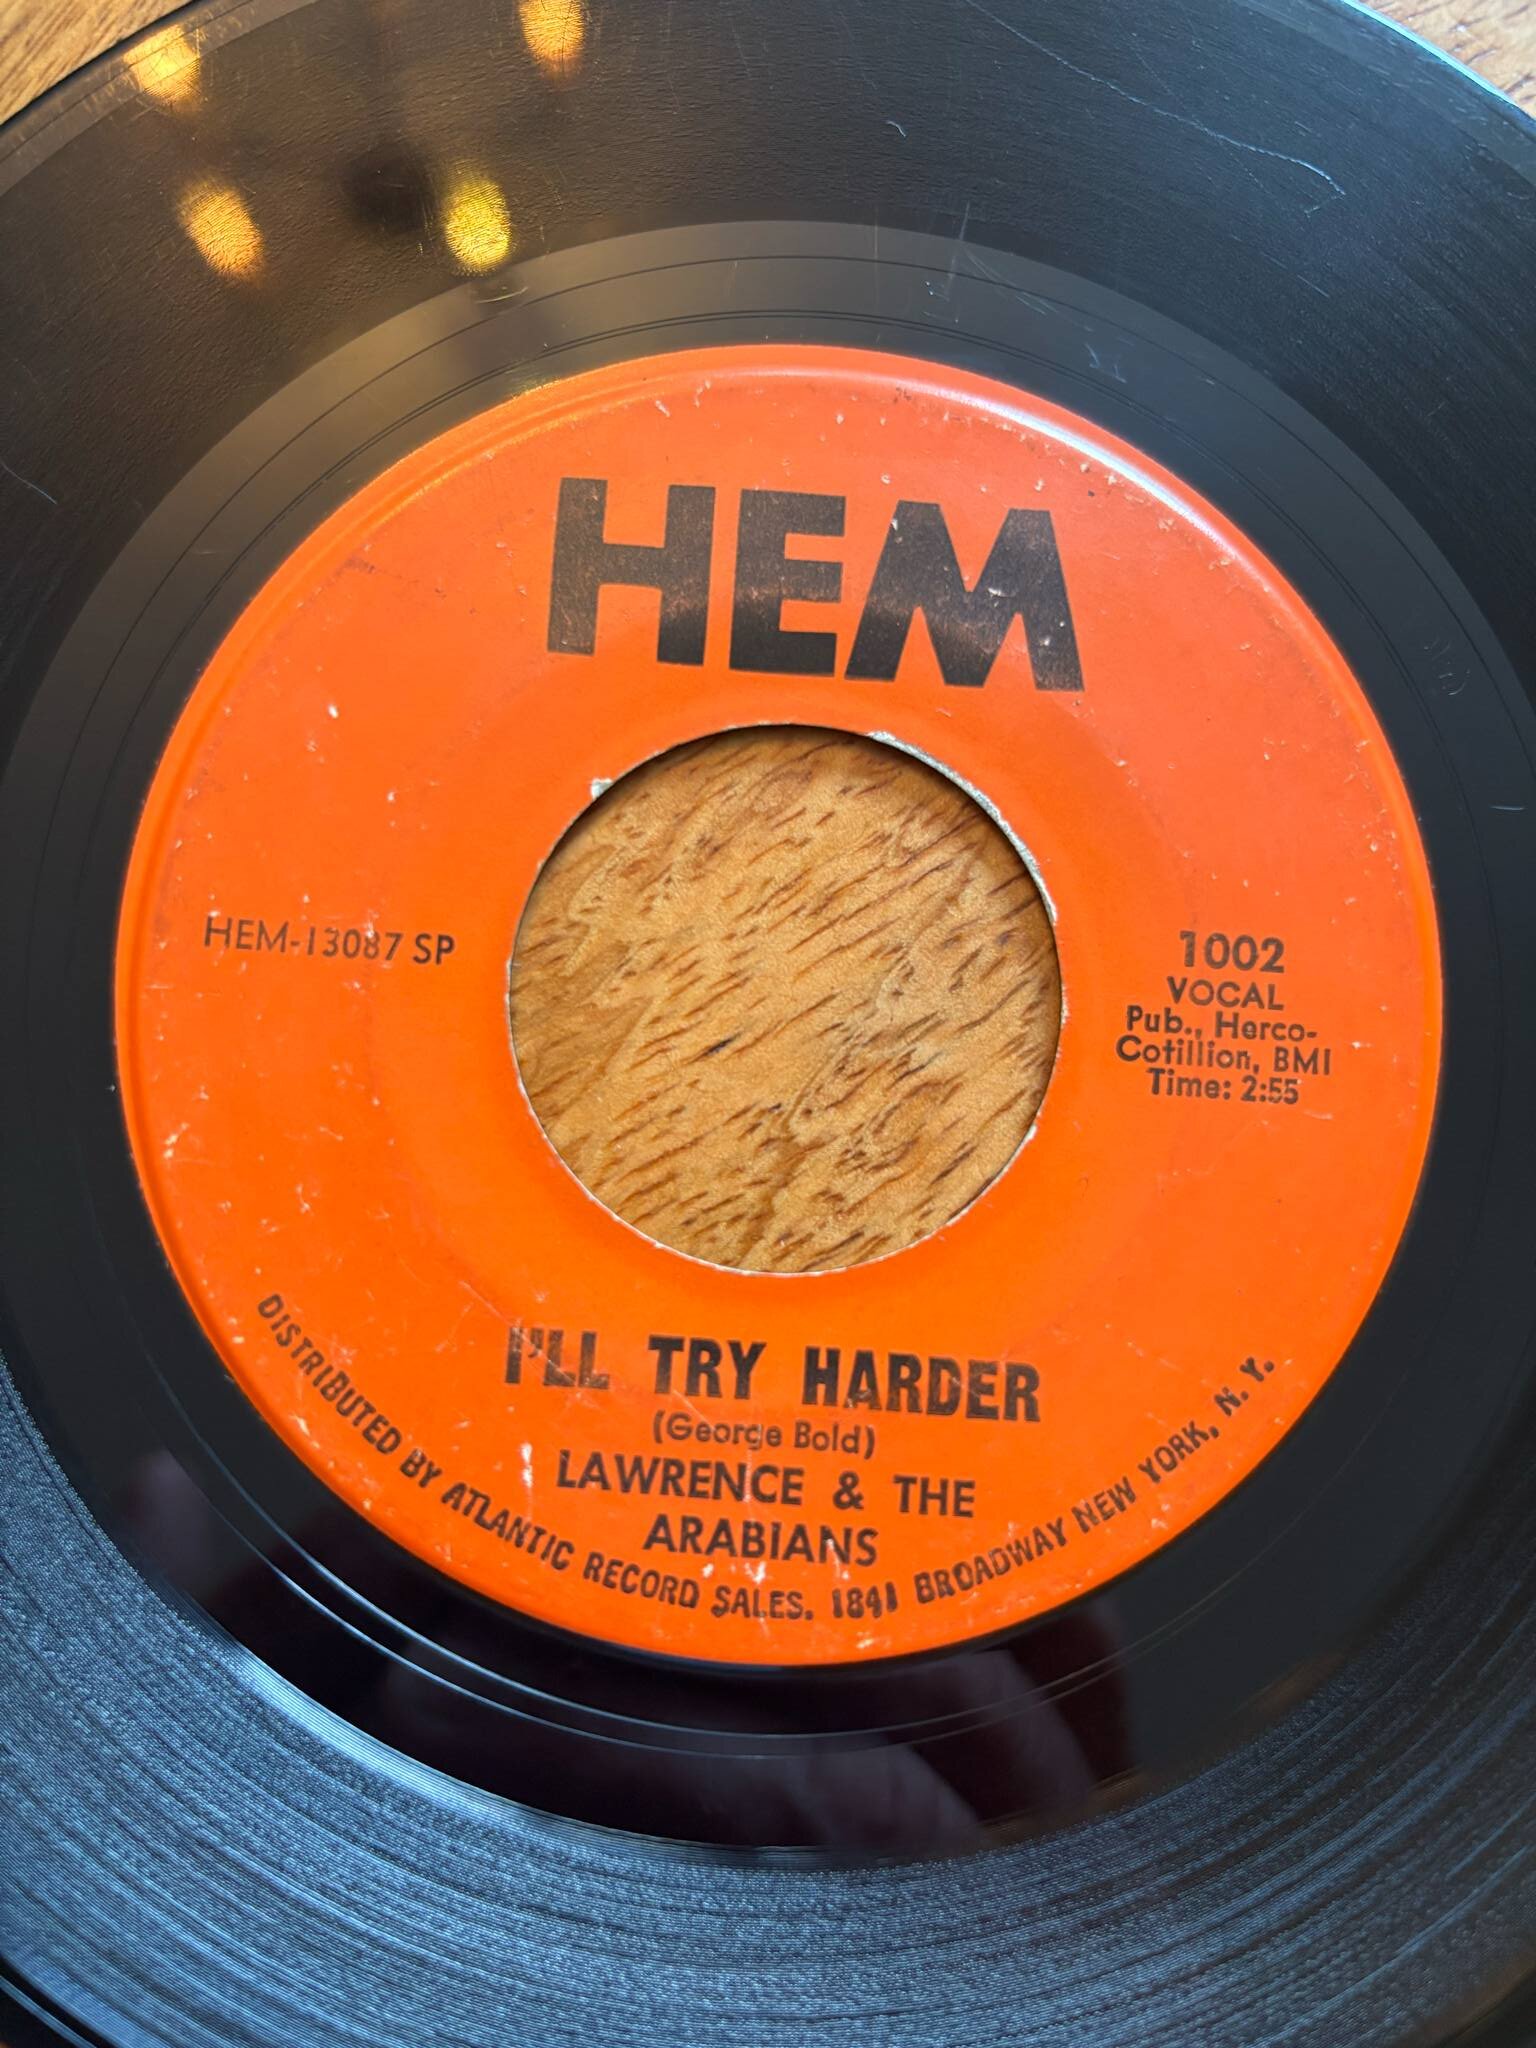 HEM
HEM-13087 SP
1002
VOCAL
Pub., Herco-
Cotillion, BMI
Time: 2:55
I'LL TRY HARDER
(George Bold)
LAWRENCE & THE
ARABIANS
DISTRIBUTED BY ATLANTIC RECORD SALES. 1841 BROADWAY NEW YORK, N. Y.